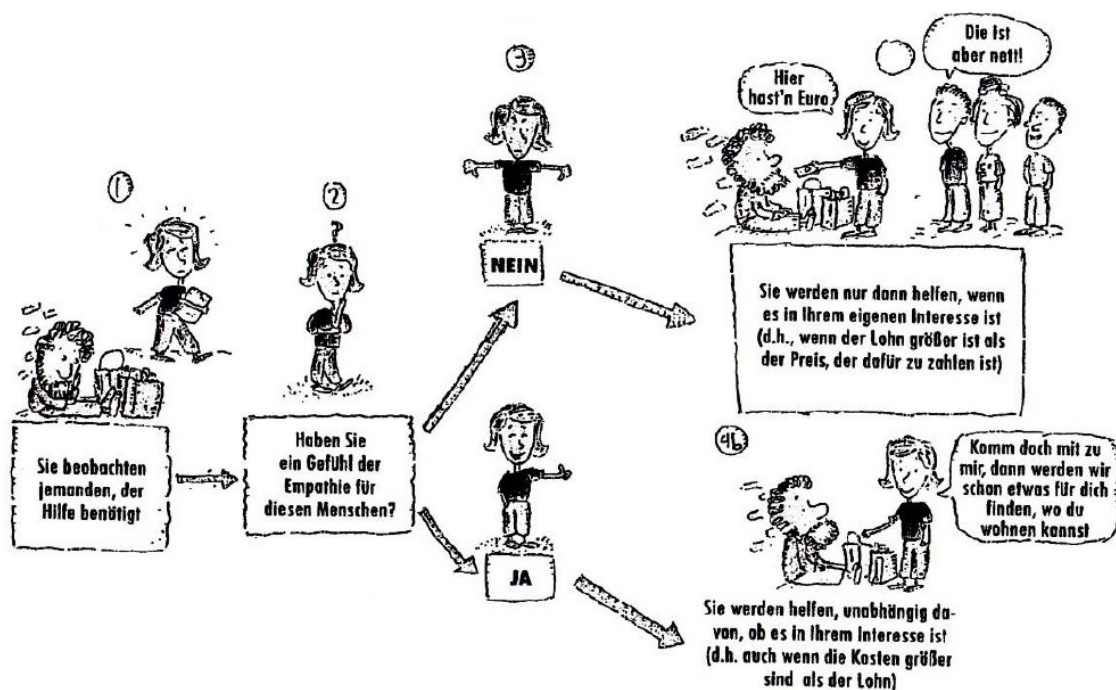 1
Sie beobachten
jemanden, der
Hilfe benötigt
2
?
Haben Sie
ein Gefühl der
Empathie für
diesen Menschen?
3
NEIN
Hier
hast'n Euro
Die ist
aber nett!
Sie werden nur dann helfen, wenn
es in Ihrem eigenen Interesse ist
(d.h., wenn der Lohn größer ist als
der Preis, der dafür zu zahlen ist)
JA
4b
Komm doch mit zu
mir, dann werden wir
schon etwas für dich
finden, wo du
wohnen kannst
Sie werden helfen, unabhängig da-
von, ob es in Ihrem Interesse ist
(d.h. auch wenn die Kosten größer
sind als der Lohn)